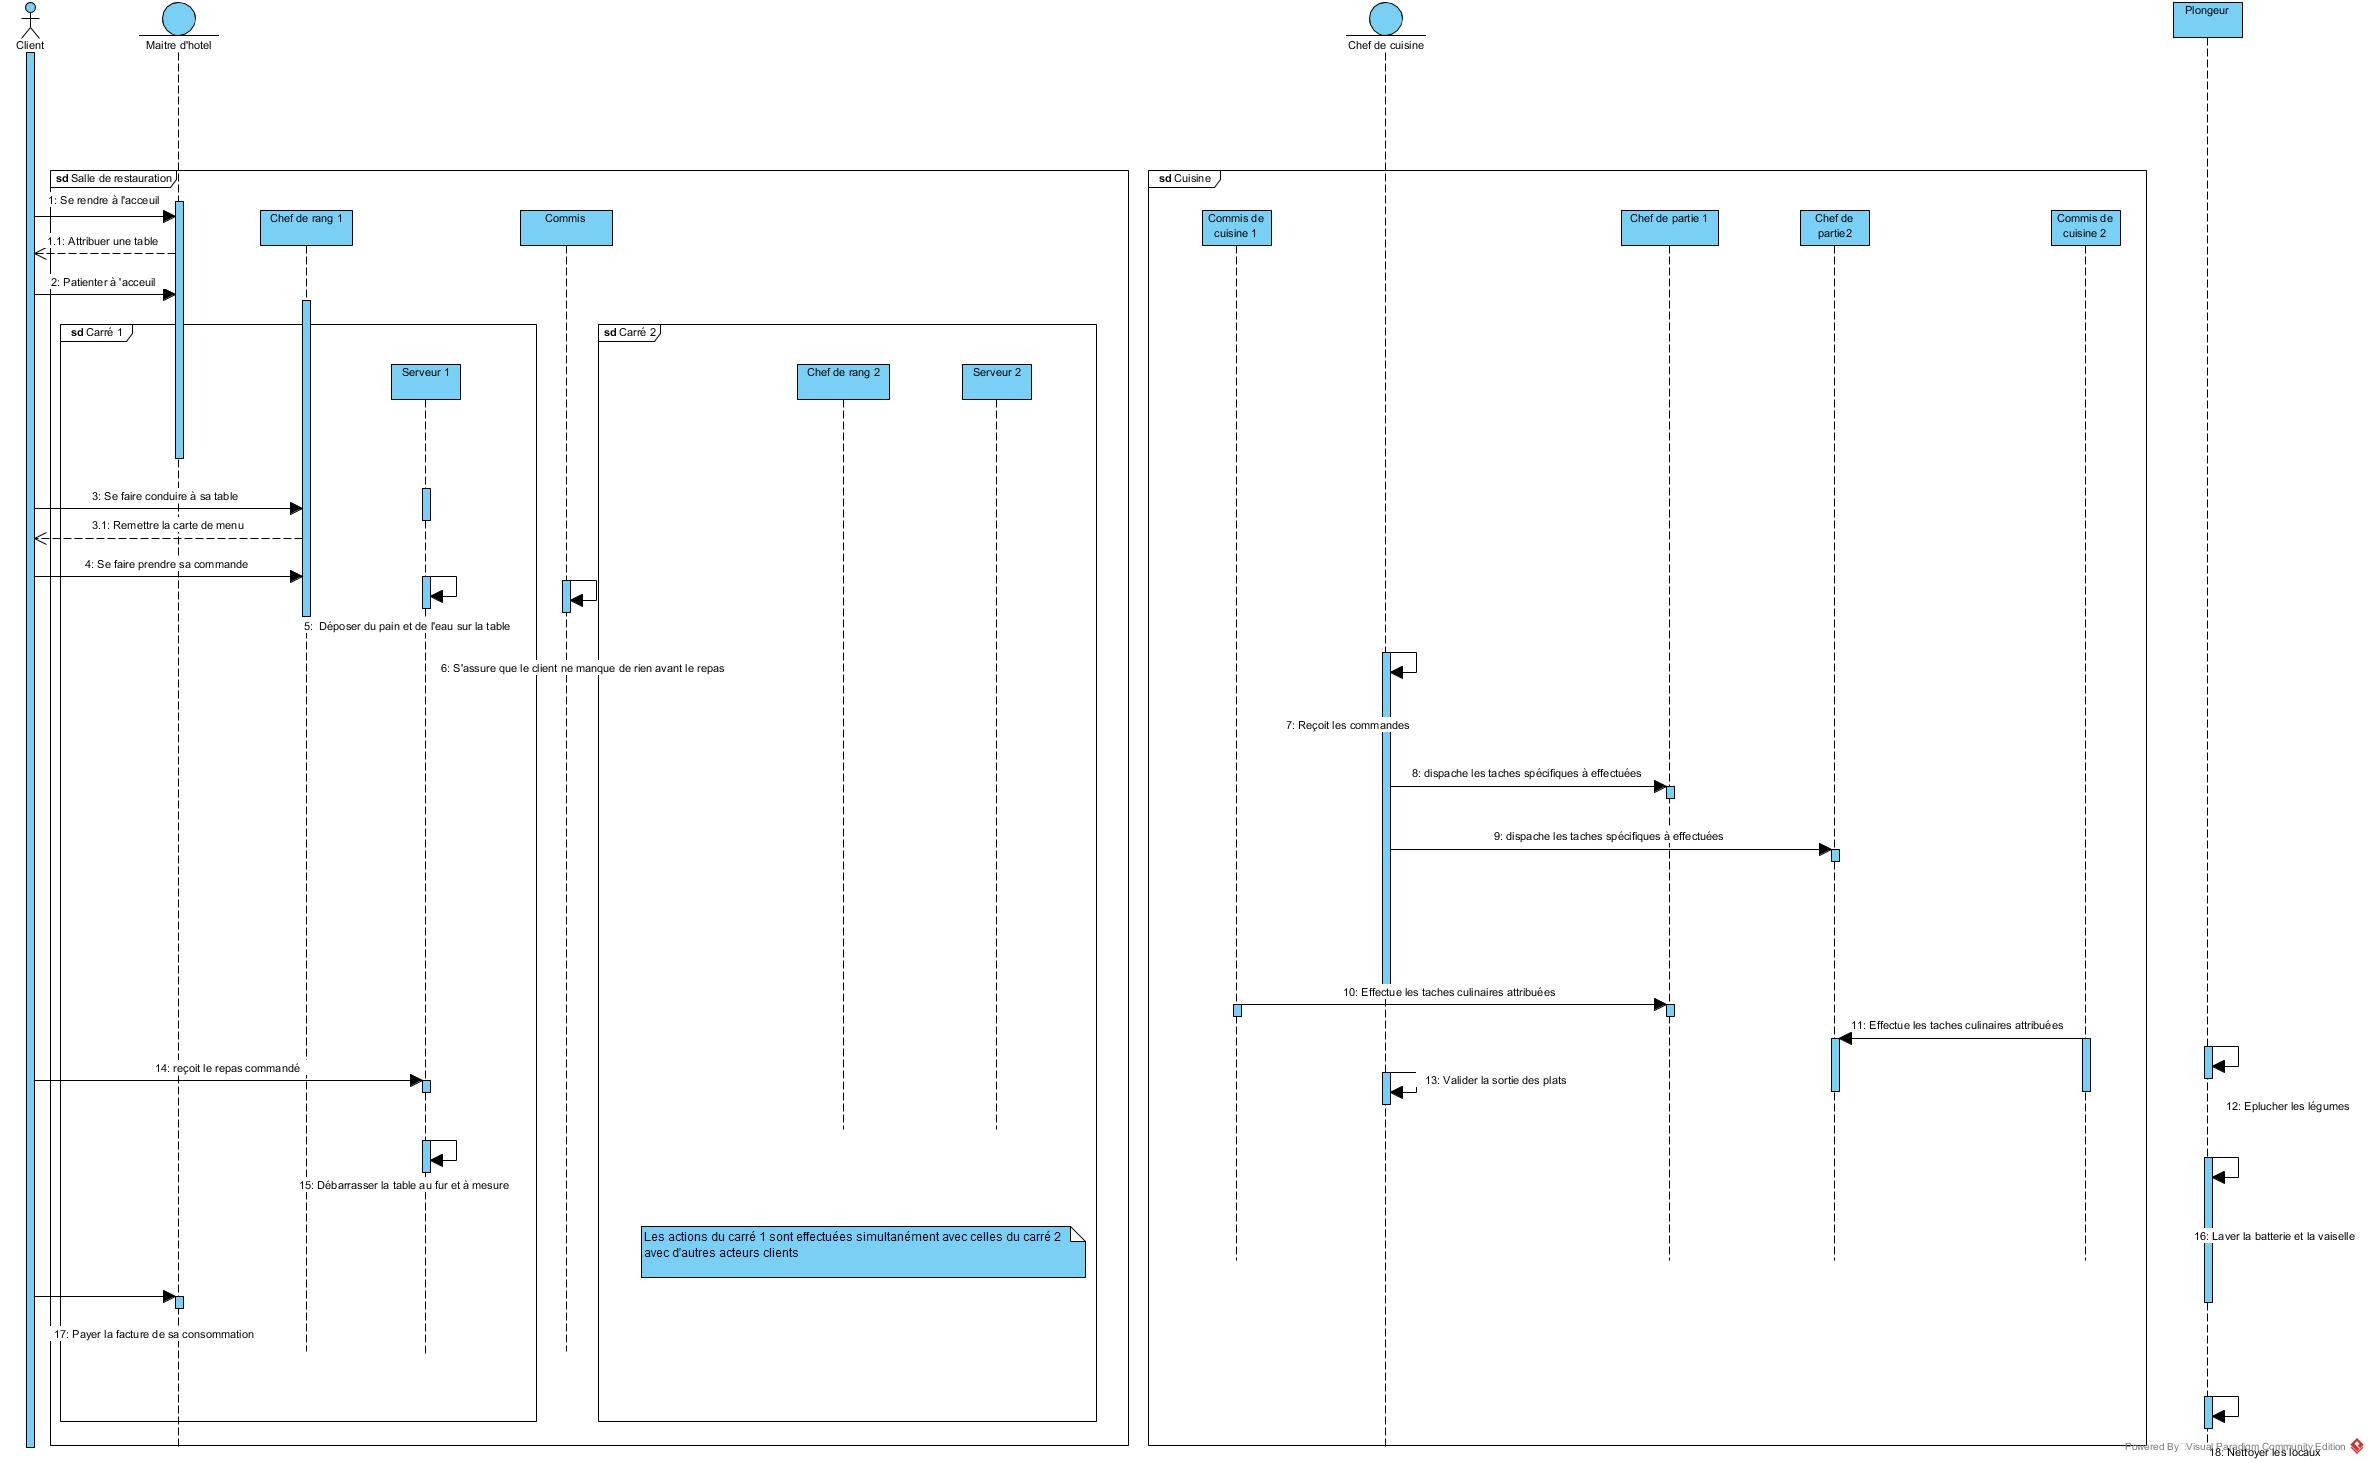 Client
Maitre d'hotel
Chef de cuisine
Plongeur
sd Salle de restauration
sd Cuisine
1: Se rendre à l'acceuil
Chef de rang 1
Commis
Commis de
cuisine 1
Chef de partie 1
Chef de
partie2
Commis de
cuisine 2
1.1: Attribuer une table
2: Patienter à 'acceuil
sd Carré 1
sd Carré 2
Serveur 1
Chef de rang 2
Serveur 2
3: Se faire conduire à sa table
3.1: Remettre la carte de menu
4: Se faire prendre sa commande
5: Déposer du pain et de l'eau sur la table
6: S'assure que le client ne manque de rien avant le repas
7: Reçoit les commandes
8: dispache les taches spécifiques à effectuées
9: dispache les taches spécifiques à effectuées
10: Effectue les taches culinaires attribuées
11: Effectue les taches culinaires attribuées
14: reçoit le repas commandé
13: Valider la sortie des plats
12: Eplucher les légumes
15: Débarrasser la table au fur et à mesure
Les actions du carré 1 sont effectuées simultanément avec celles du carré 2
avec d'autres acteurs clients
16: Laver la batterie et la vaiselle
17: Payer la facture de sa consommation
Powered By Visual Paradigm Community Edition
18: Nettoyer les locaux